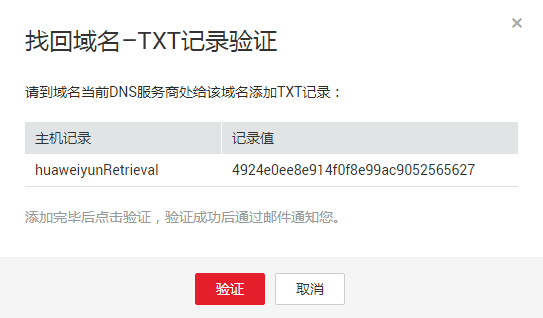 找回域名–TXT记录验证
×
请到域名当前DNS服务商处给该域名添加TXT记录：
主机记录 记录值
huaweiyunRetrieval 4924e0ee8e914f0f8e99ac9052565627
添加完毕后点击验证，验证成功后通过邮件通知您。
验证 取消